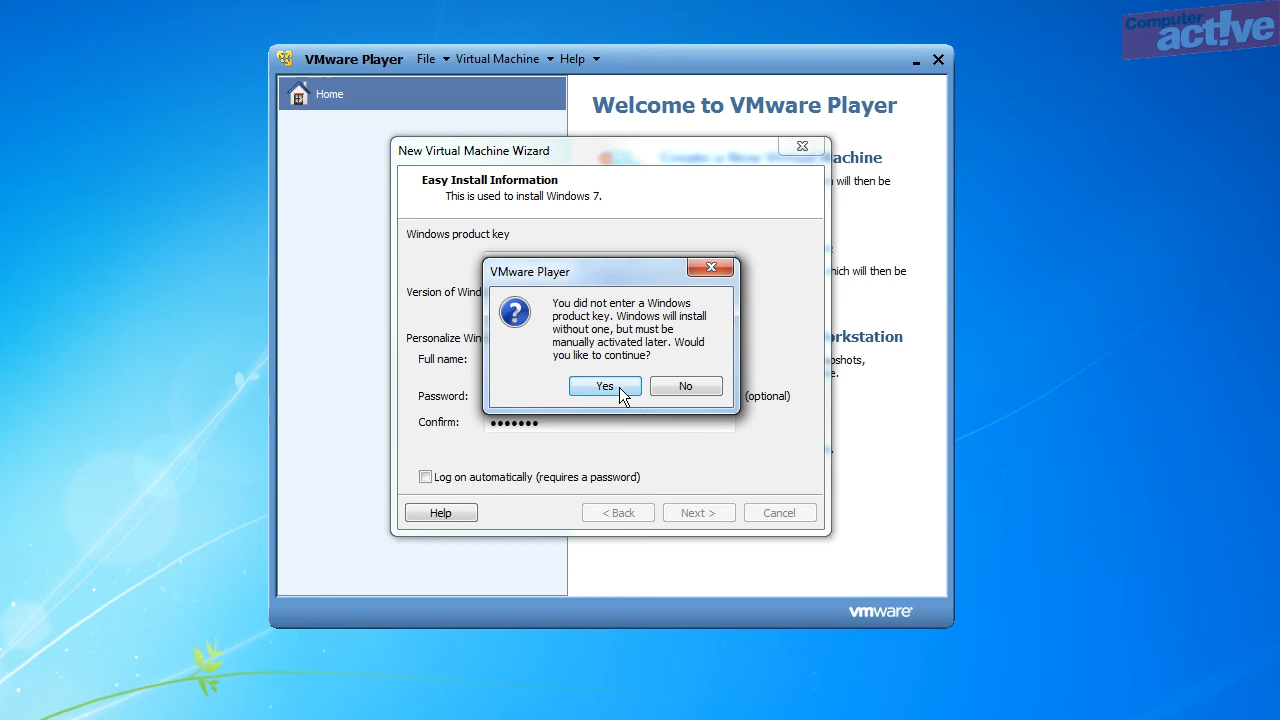 Computer
act!ve
VMware Player File Virtual Machine Help
Home
Welcome to VMware Player
New Virtual Machine Wizard
achine
Easy Install Information
will then be
This is used to install Windows 7.
Windows product key
VMware Player
hich will then be
Version of Wind
You did not enter a Windows
product key. Windows will install
without one, but must be
manually activated later. Would
you like to continue?
Personalize Win
rkstation
Full name:
pshots,
e.
Yes No
Password: (optional)
Confirm: ●●●●●●●
Log on automatically (requires a password)
Help < Back Next > Cancel
vmware